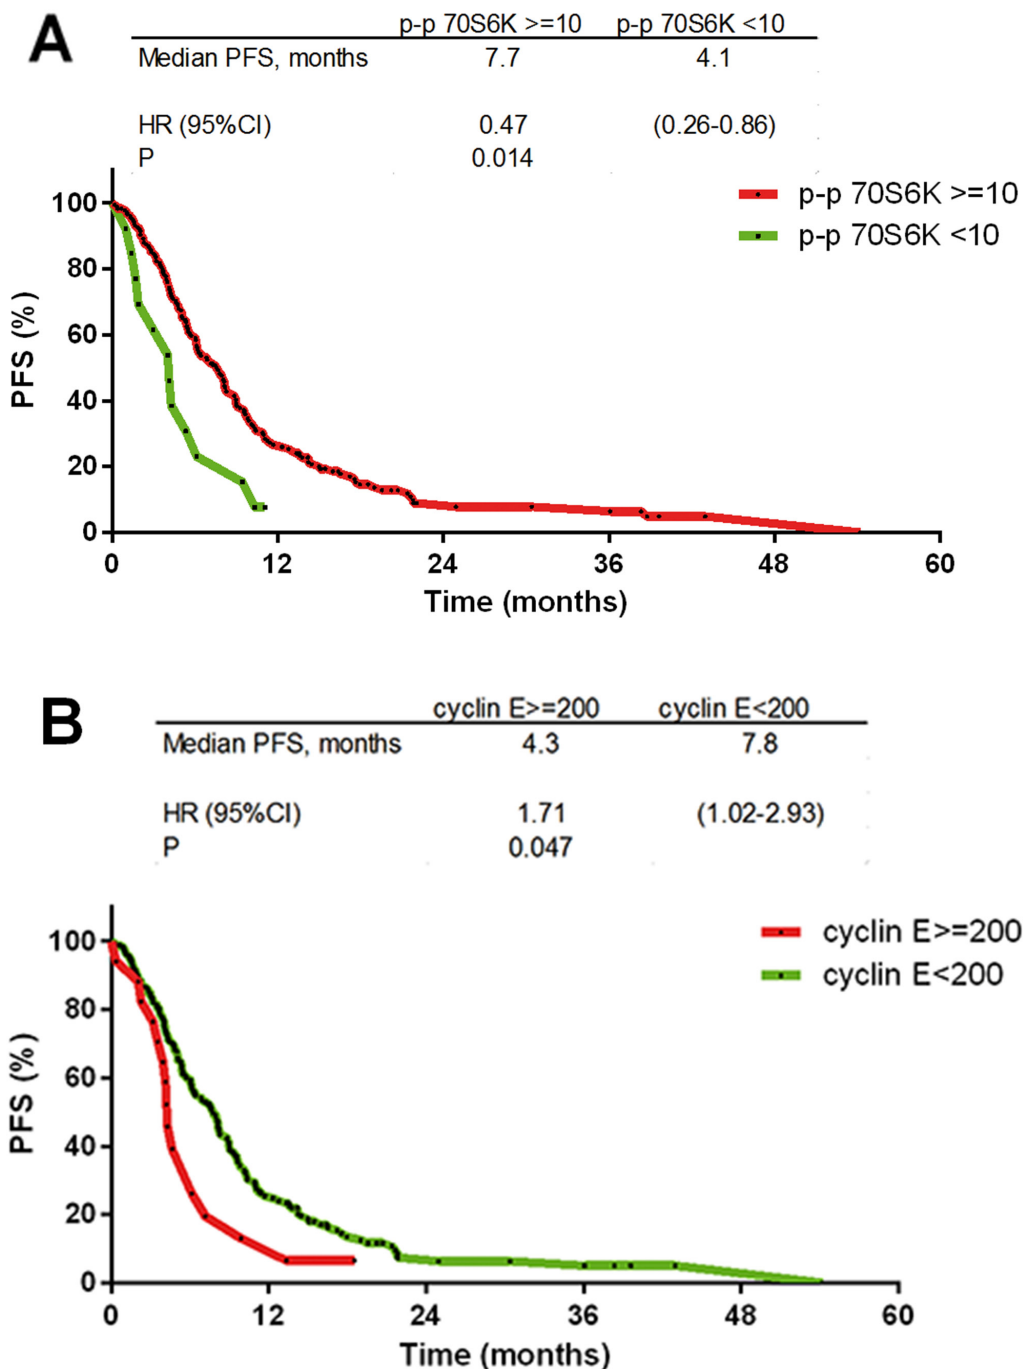 A
p-p 70S6K >=10 p-p 70S6K <10
Median PFS, months 7.7 4.1
HR (95%CI) 0.47 (0.26-0.86)
P 0.014
p-p 70S6K >=10
p-p 70S6K <10
PFS (%)
100
80
60
40
20
0
0 12 24 36 48 60
Time (months)
B
cyclin E>=200 cyclin E<200
Median PFS, months 4.3 7.8
HR (95%CI) 1.71 (1.02-2.93)
P 0.047
cyclin E>=200
cyclin E<200
PFS (%)
100
80
60
40
20
0
0 12 24 36 48 60
Time (months)